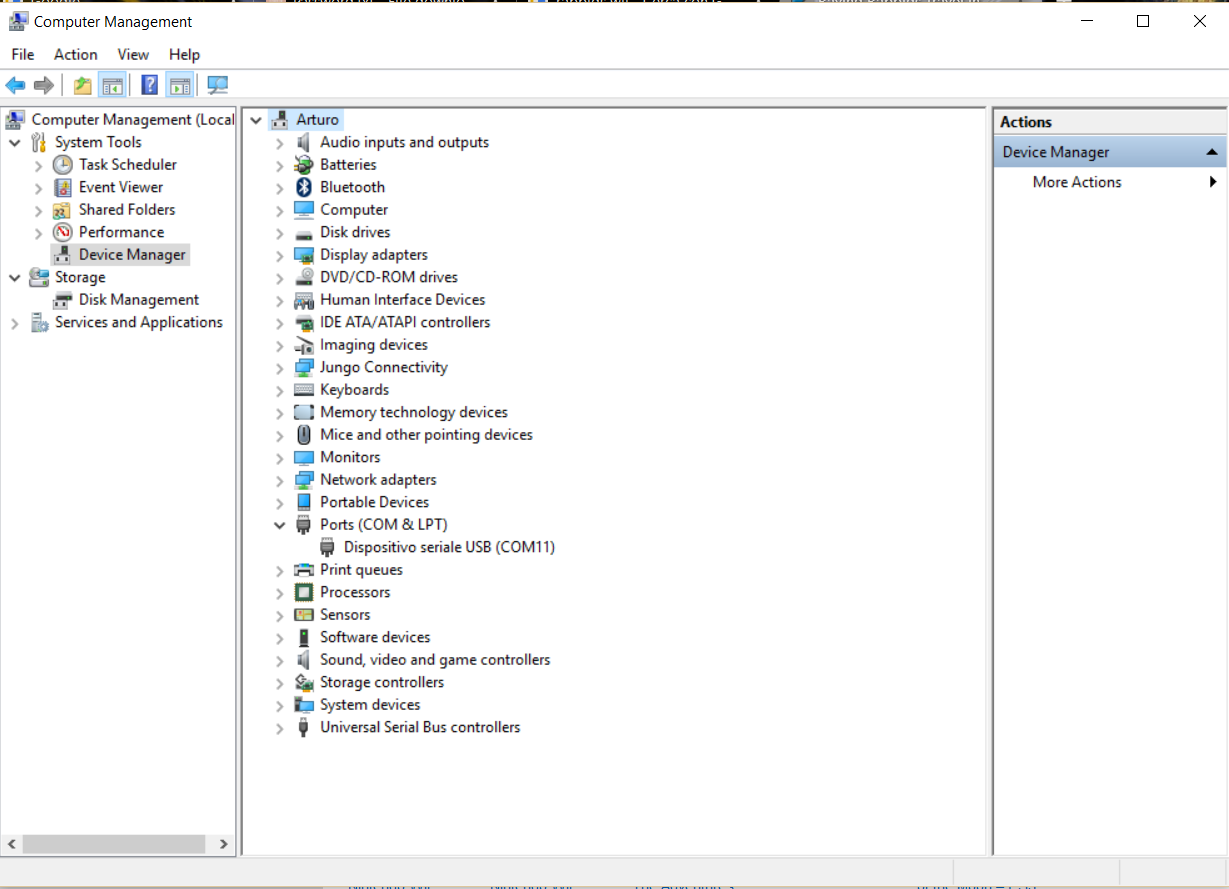 Computer Management
File Action View Help
Computer Management (Local
System Tools
Task Scheduler
Event Viewer
Shared Folders
Performance
Device Manager
Storage
Disk Management
Services and Applications
Arturo
Audio inputs and outputs
Batteries
Bluetooth
Computer
Disk drives
Display adapters
DVD/CD-ROM drives
Human Interface Devices
IDE ATA/ATAPI controllers
Imaging devices
Jungo Connectivity
Keyboards
Memory technology devices
Mice and other pointing devices
Monitors
Network adapters
Portable Devices
Ports (COM & LPT)
Dispositivo seriale USB (COM11)
Print queues
Processors
Sensors
Software devices
Sound, video and game controllers
Storage controllers
System devices
Universal Serial Bus controllers
Actions
Device Manager
More Actions